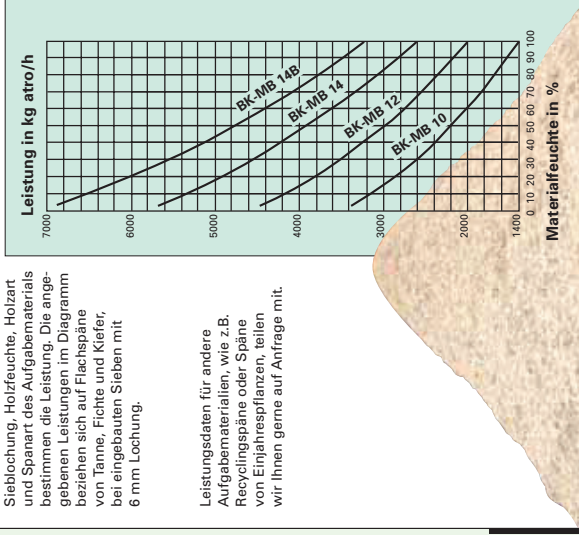 Sieblochung, Holzfeuchte, Holzart
und Spanart des Aufgabematerials
bestimmen die Leistung. Die ange-
gebenen Leistungen im Diagramm
beziehen sich auf Flachspäne
von Tanne, Fichte und Kiefer,
bei eingebauten Sieben mit
6 mm Lochung.
Leistungsdaten für andere
Aufgabematerialien, wie z.B.
Recyclingspäne oder Späne
von Einjahrespflanzen, teilen
wir Ihnen gerne auf Anfrage mit.
Leistung in kg atro/h
7000
6000
5000
4000
3000
2000
1400
BK-MB 14B
BK-MB 14
BK-MB 12
BK-MB 10
0 10 20 30 40 50 60 70 80 90 100
Materialfeuchte in %